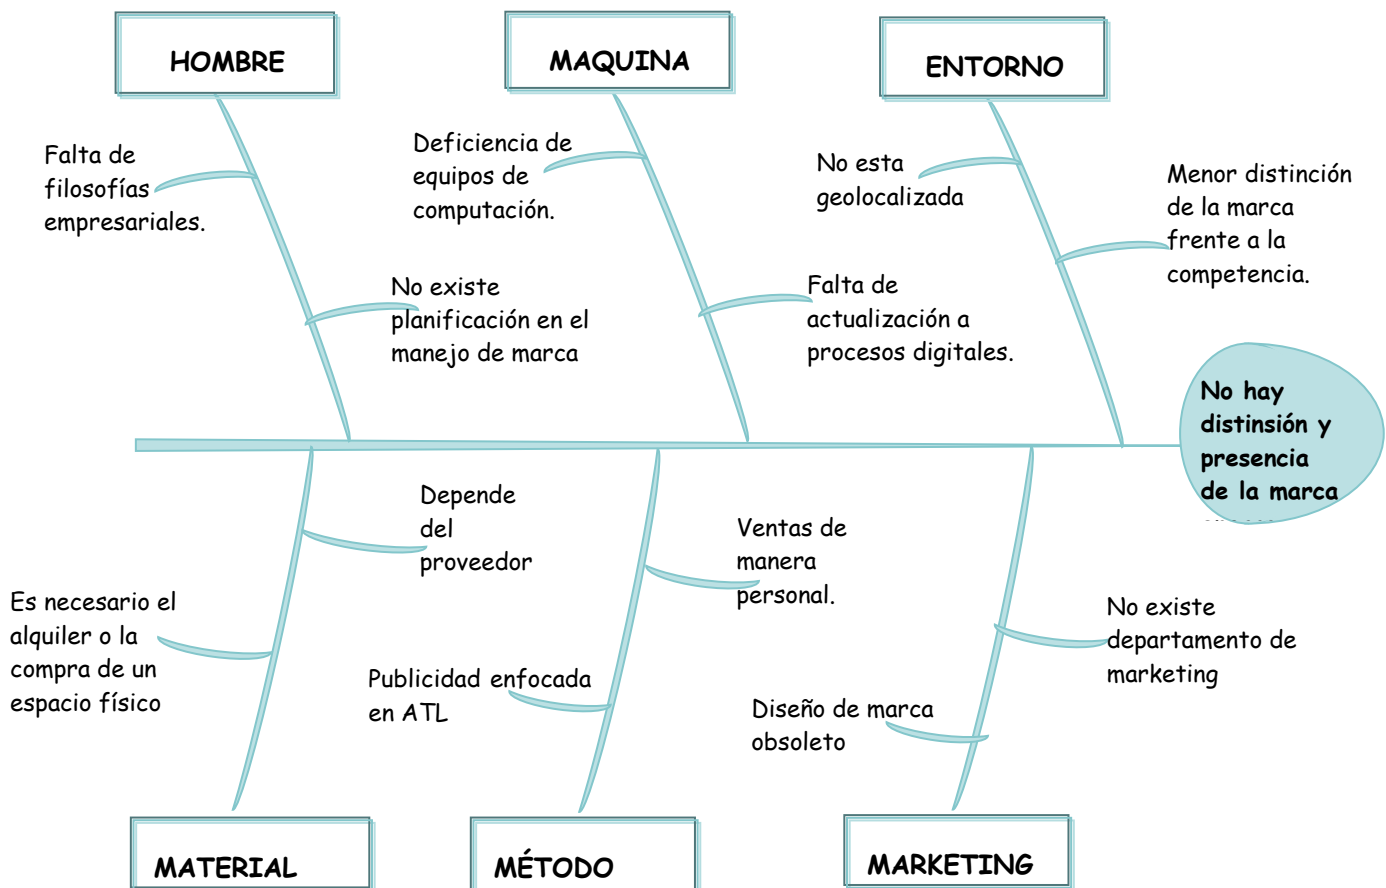 HOMBRE
MAQUINA
ENTORNO
Falta de
filosofías
empresariales.
No existe
planificación en el
manejo de marca
Deficiencia de
equipos de
computación.
Falta de
actualización a
procesos digitales.
No esta
geolocalizada
Menor distinción
de la marca
frente a la
competencia.
No hay
distinsión y
presencia
de la marca
Depende
del
proveedor
Es necesario el
alquiler o la
compra de un
espacio físico
Ventas de
manera
personal.
Publicidad enfocada
en ATL
No existe
departamento de
marketing
Diseño de marca
obsoleto
MATERIAL
MÉTODO
MARKETING